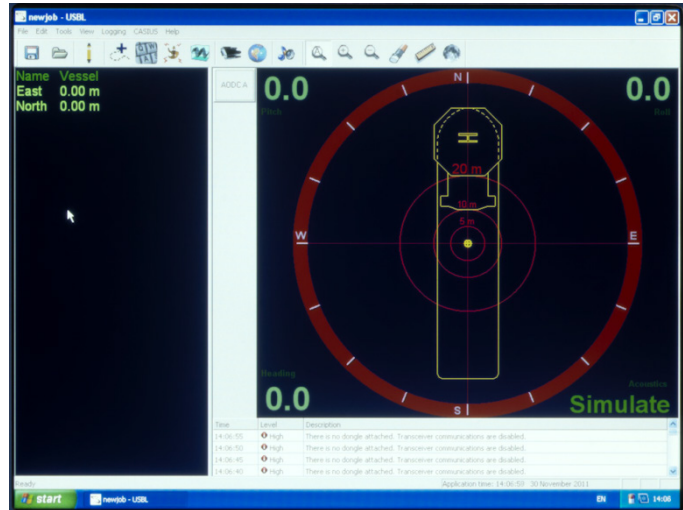 newjob - USBL
File Edit Tools View Logging CASIUS Help
Name Vessel
East 0.00 m
North 0.00 m
AODC A
0.0
Pitch
0.0
Roll
N
W
E
S
20 m
10 m
5 m
H
Heading
0.0
Acoustics
Simulate
Time Level Description
14:06:55 High There is no dongle attached. Transceiver communications are disabled.
14:06:50 High There is no dongle attached. Transceiver communications are disabled.
14:06:45 High There is no dongle attached. Transceiver communications are disabled.
14:06:40 High There is no dongle attached. Transceiver communications are disabled.
Ready
Application time: 14:06:59 30 November 2011
start newjob - USBL EN 14:06